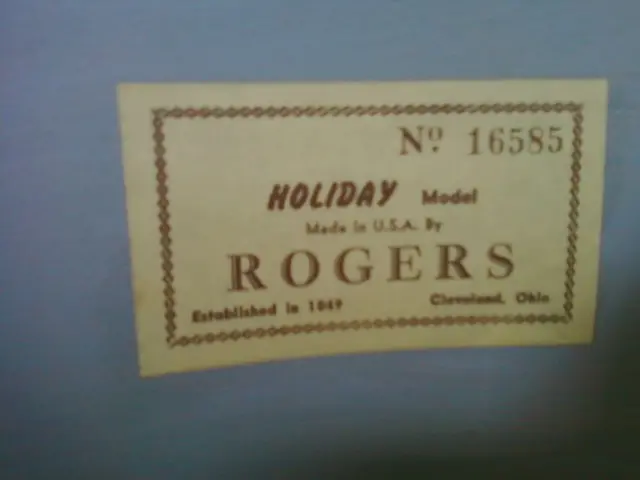 Nº 16585
HOLIDAY Model
Made in U.S.A. By
ROGERS
Established in 1849 Cleveland, Ohio